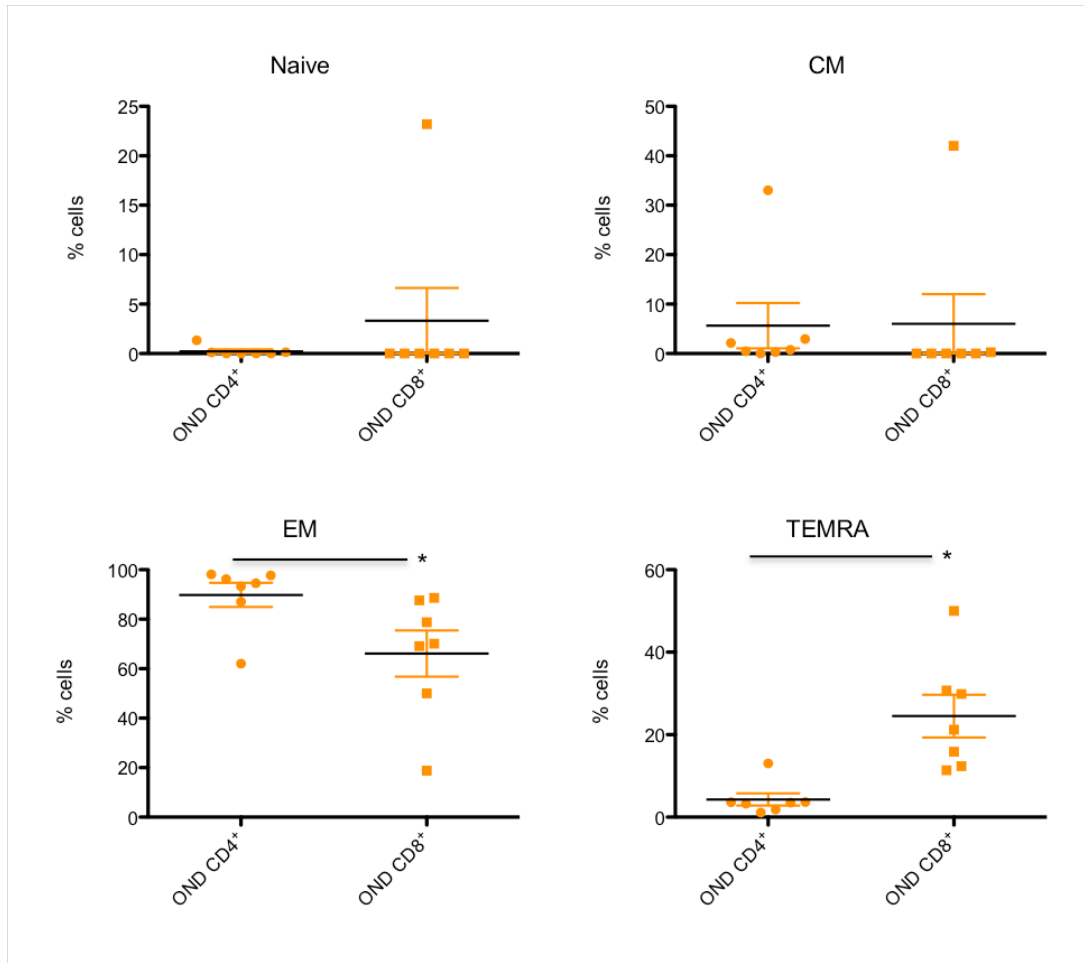 Naive
% cells
25
20
15
10
5
0
OND CD4⁺
OND CD8⁺
CM
% cells
50
40
30
20
10
0
OND CD4⁺
OND CD8⁺
EM
*
% cells
100
80
60
40
20
0
OND CD4⁺
OND CD8⁺
TEMRA
*
% cells
60
40
20
0
OND CD4⁺
OND CD8⁺